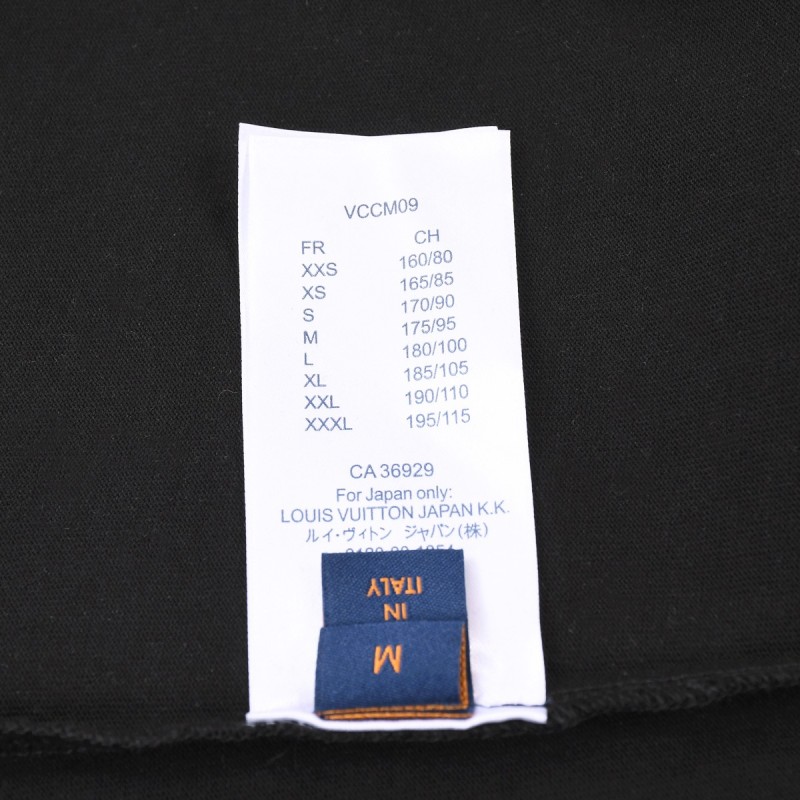 VCCM09
FR CH
XXS 160/80
XS 165/85
S 170/90
M 175/95
L 180/100
XL 185/105
XXL 190/110
XXXL 195/115
CA 36929
For Japan only:
LOUIS VUITTON JAPAN K.K.
ルイ・ヴィトン ジャパン(株)
IN
ITALY
M